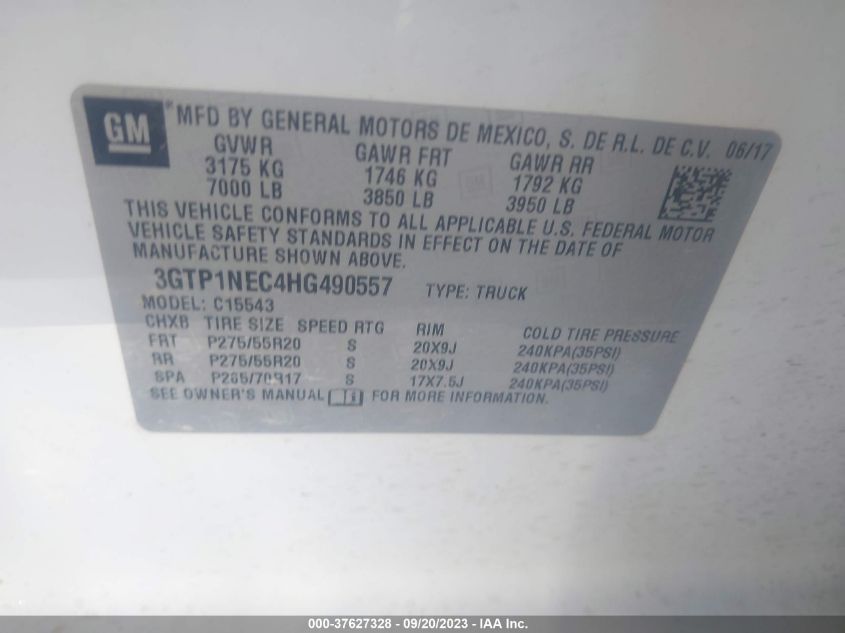 GM
*MFD BY GENERAL MOTORS DE MEXICO, S. DE R.L. DE C.V. 06/17
GVWR GAWR FRT GAWR RR
3175 KG 1746 KG 1792 KG
7000 LB 3850 LB 3950 LB
THIS VEHICLE CONFORMS TO ALL APPLICABLE U.S. FEDERAL MOTOR
VEHICLE SAFETY STANDARDS IN EFFECT ON THE DATE OF
MANUFACTURE SHOWN ABOVE.
3GTP1NEC4HG490557 TYPE: TRUCK
MODEL: C15543
CHXB TIRE SIZE SPEED RTG RIM COLD TIRE PRESSURE
FRT P275/55R20 S 20X9J 240KPA(35PSI)
RR P275/55R20 S 20X9J 240KPA(35PSI)
SPA P265/70R17 S 17X7.5J 240KPA(35PSI)
SEE OWNER'S MANUAL FOR MORE INFORMATION.
000-37627328 - 09/20/2023 - IAA Inc.